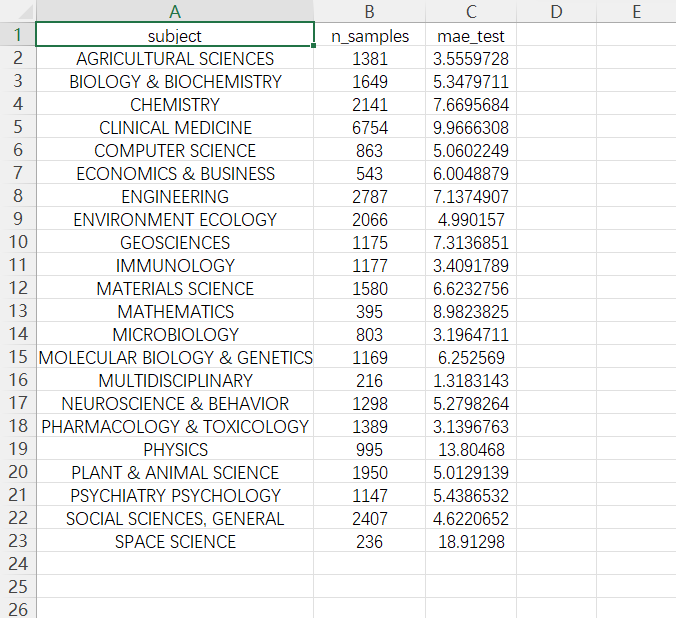 A B C D E
1 subject n_samples mae_test
2 AGRICULTURAL SCIENCES 1381 3.5559728
3 BIOLOGY & BIOCHEMISTRY 1649 5.3479711
4 CHEMISTRY 2141 7.6695684
5 CLINICAL MEDICINE 6754 9.9666308
6 COMPUTER SCIENCE 863 5.0602249
7 ECONOMICS & BUSINESS 543 6.0048879
8 ENGINEERING 2787 7.1374907
9 ENVIRONMENT ECOLOGY 2066 4.990157
10 GEOSCIENCES 1175 7.3136851
11 IMMUNOLOGY 1177 3.4091789
12 MATERIALS SCIENCE 1580 6.6232756
13 MATHEMATICS 395 8.9823825
14 MICROBIOLOGY 803 3.1964711
15 MOLECULAR BIOLOGY & GENETICS 1169 6.252569
16 MULTIDISCIPLINARY 216 1.3183143
17 NEUROSCIENCE & BEHAVIOR 1298 5.2798264
18 PHARMACOLOGY & TOXICOLOGY 1389 3.1396763
19 PHYSICS 995 13.80468
20 PLANT & ANIMAL SCIENCE 1950 5.0129139
21 PSYCHIATRY PSYCHOLOGY 1147 5.4386532
22 SOCIAL SCIENCES, GENERAL 2407 4.6220652
23 SPACE SCIENCE 236 18.91298
24
25
26